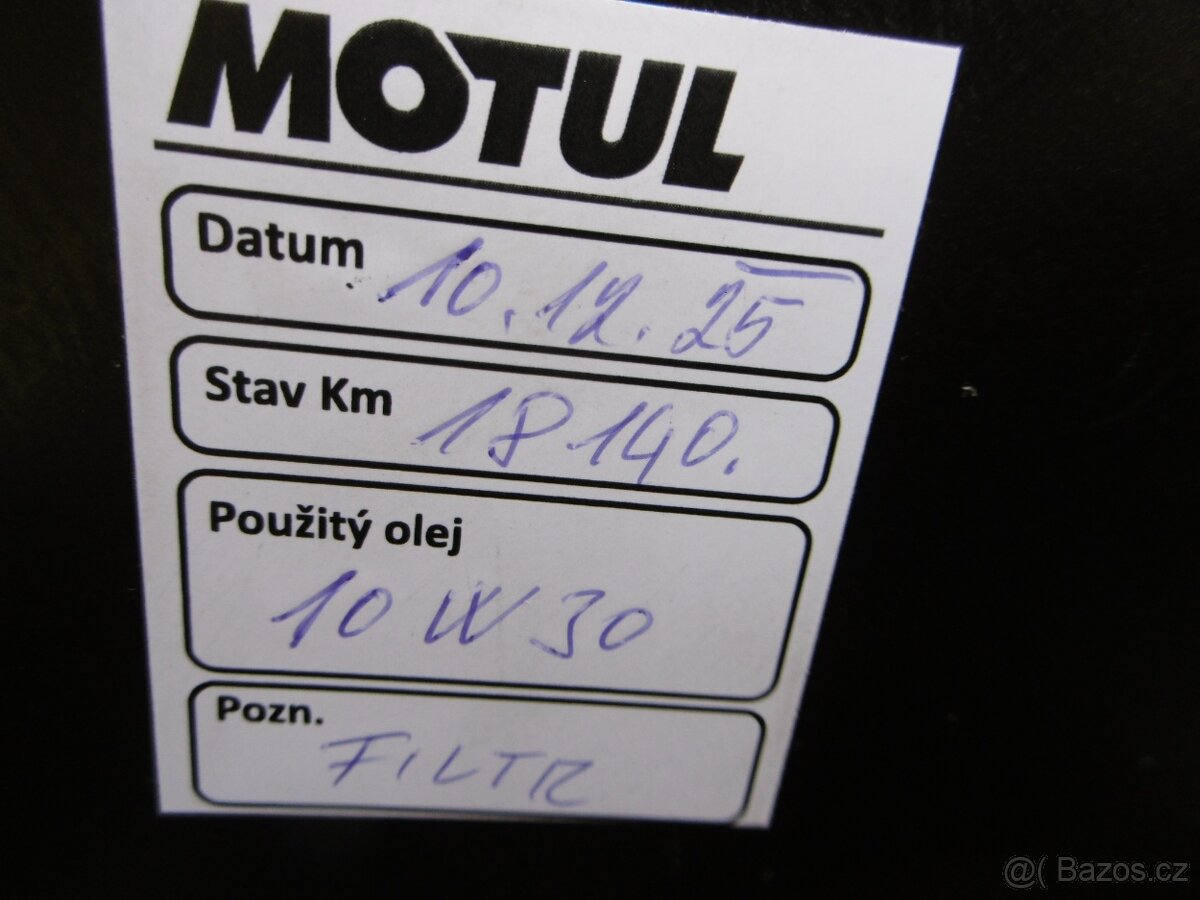 MOTUL
Datum 10.12.25
Stav Km 18140.
Použitý olej
10W30
Pozn.
FILTR
@( Bazos.cz